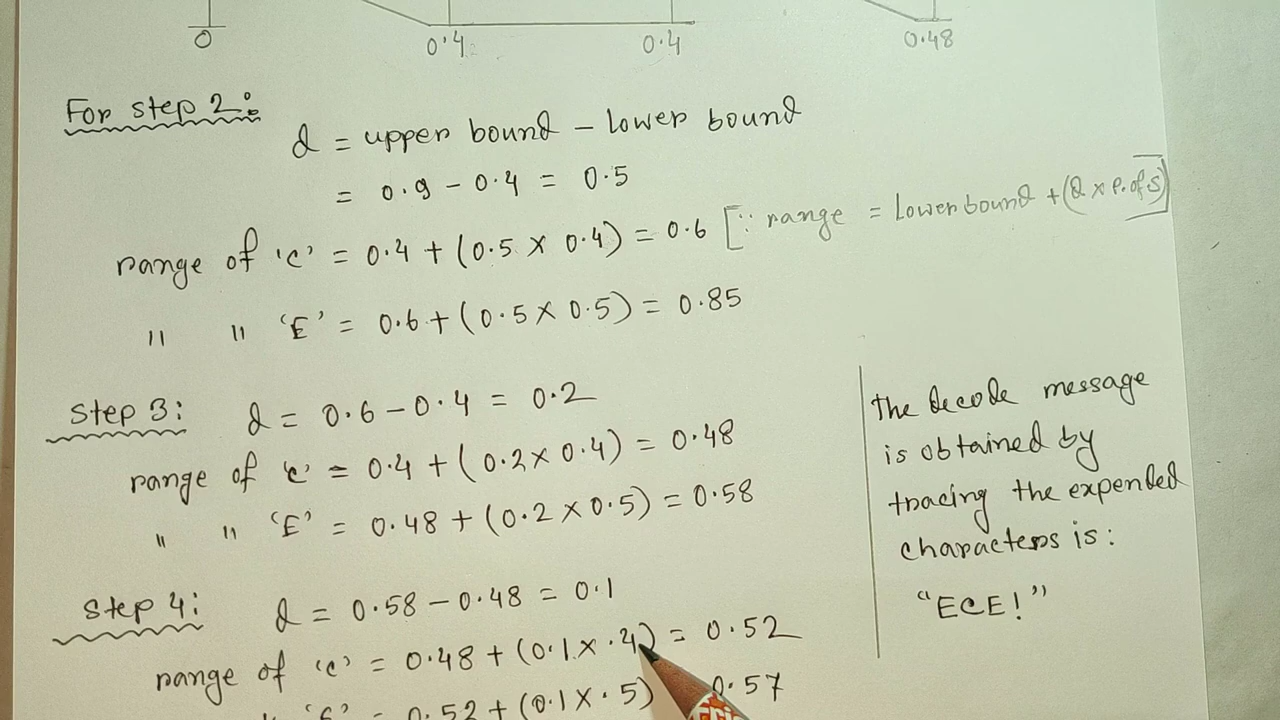 0 0.4 0.4 0.48
For step 2:
d = upper bound - lower bound
= 0.9 - 0.4 = 0.5
range of 'C' = 0.4 + (0.5 × 0.4) = 0.6 [∵ range = Lower bound + (d × P. of S)]
" " 'E' = 0.6 + (0.5 × 0.5) = 0.85
Step 3: d = 0.6 - 0.4 = 0.2
range of 'C' = 0.4 + (0.2 × 0.4) = 0.48
" " 'E' = 0.48 + (0.2 × 0.5) = 0.58
Step 4: d = 0.58 - 0.48 = 0.1
range of 'C' = 0.48 + (0.1 × .4) = 0.52
= 0.52 + (0.1 × .5) 0.57
The decode message
is obtained by
tracing the expended
characters is:
"ECE!"